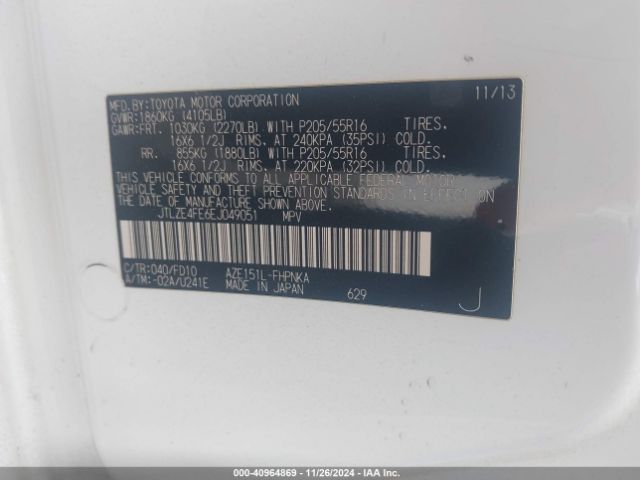 MFD. BY: TOYOTA MOTOR CORPORATION 11/13
GVWR: 1860KG (4105LB)
GAWR: FRT. 1030KG (2270LB) WITH P205/55R16 TIRES.
16X6 1/2J RIMS. AT 240KPA (35PSI) COLD.
RR. 855KG (1880LB) WITH P205/55R16 TIRES.
16X6 1/2J RIMS. AT 220KPA (32PSI) COLD.
THIS VEHICLE CONFORMS TO ALL APPLICABLE FEDERAL MOTOR
VEHICLE SAFETY AND THEFT PREVENTION STANDARDS IN EFFECT ON
THE DATE OF MANUFACTURE SHOWN ABOVE.
JTLZE4FE6EJ049051 MPV
C/TR: 040/FD10 AZE151L-FHPNKA
A/TM: -02A/U241E MADE IN JAPAN 629 J
000-40964869 | 11/26/2024 | IAA Inc.